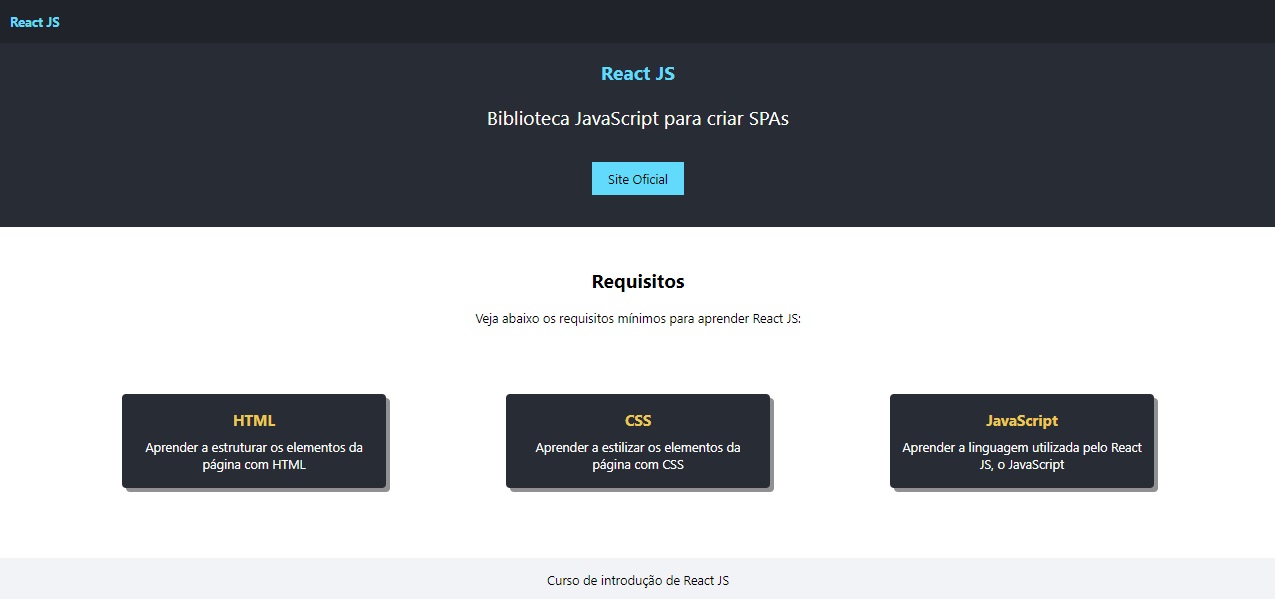 React JS
React JS
Biblioteca JavaScript para criar SPAs
Site Oficial
Requisitos
Veja abaixo os requisitos mínimos para aprender React JS:
HTML
Aprender a estruturar os elementos da
página com HTML
CSS
Aprender a estilizar os elementos da
página com CSS
JavaScript
Aprender a linguagem utilizada pelo React
JS, o JavaScript
Curso de introdução de React JS